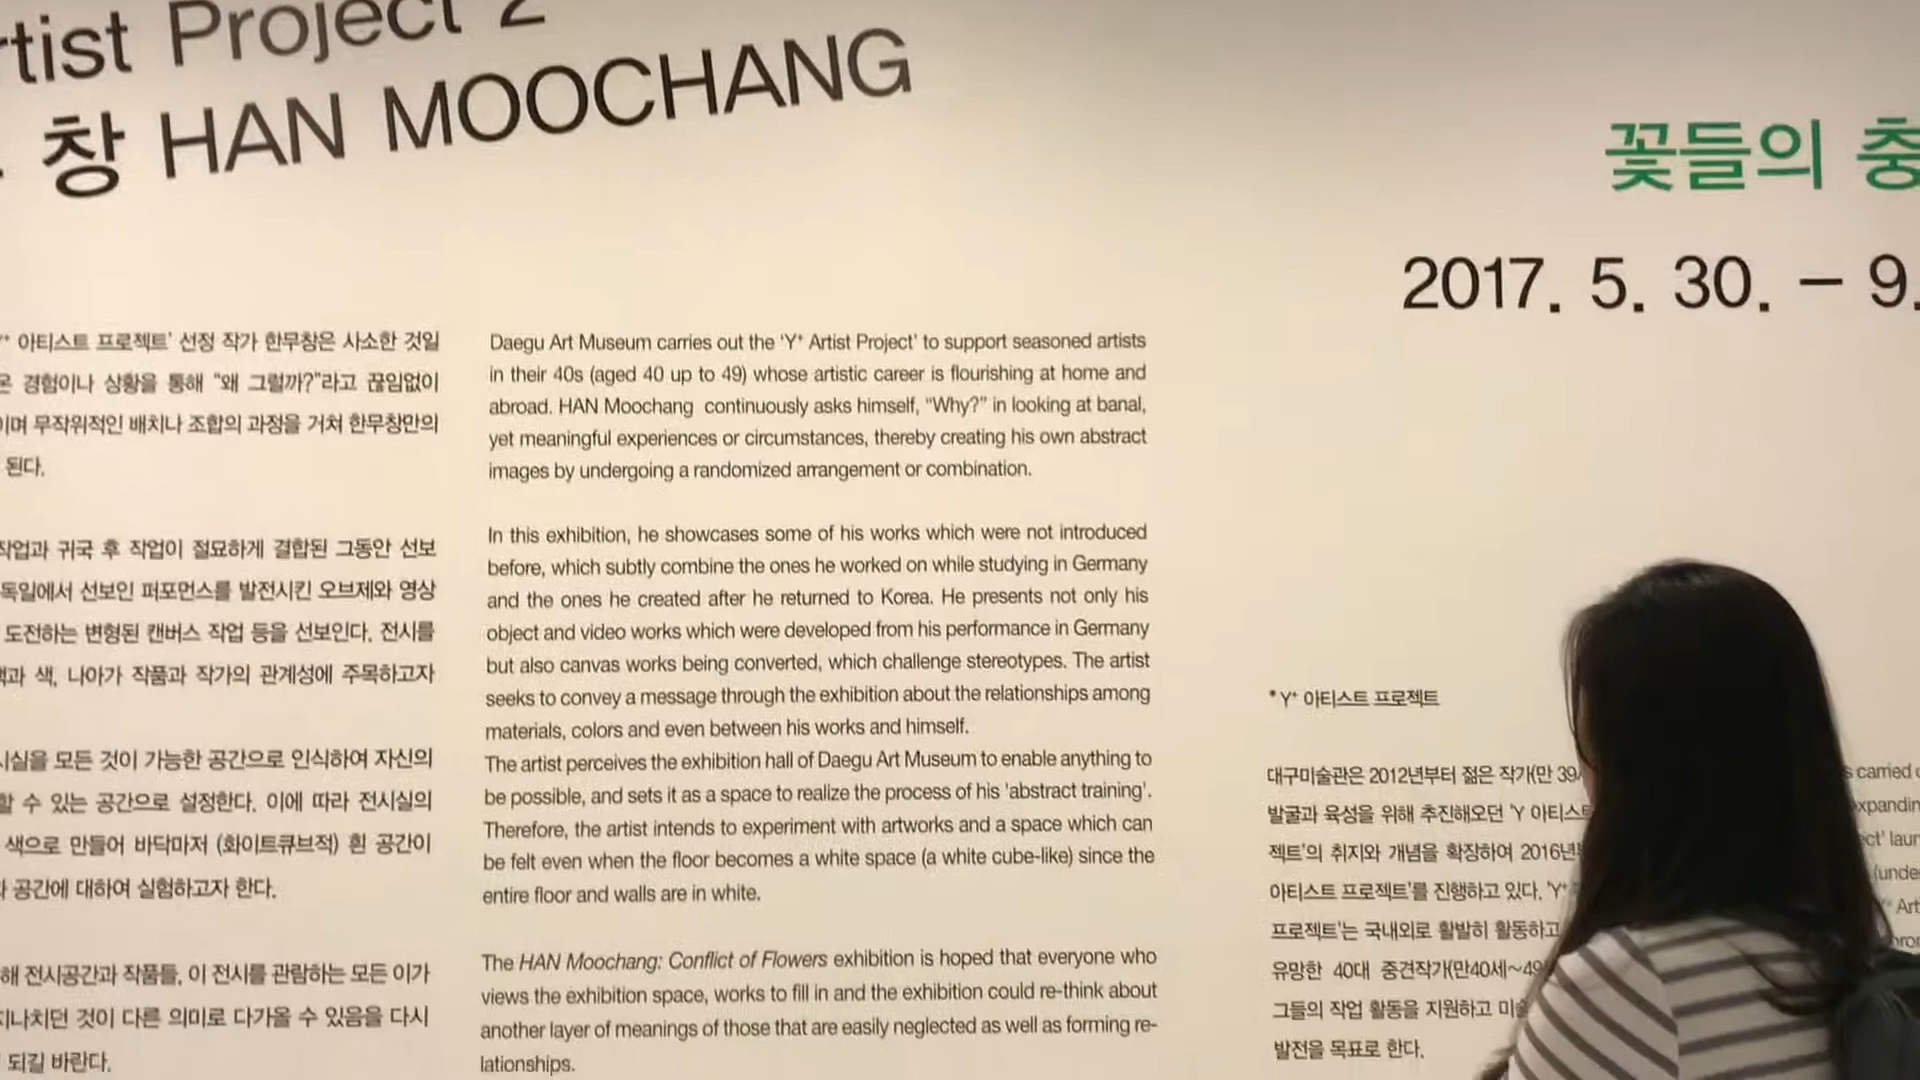 Artist Project 2
창 HAN MOOCHANG
꽃들의 충
2017. 5. 30. – 9.
Y⁺ 아티스트 프로젝트' 선정 작가 한무창은 사소한 것일
경험이나 상황을 통해 “왜 그럴까?”라고 끊임없이
이며 무작위적인 배치나 조합의 과정을 거쳐 한무창만의
된다.
작업과 귀국 후 작업이 절묘하게 결합된 그동안 선보
독일에서 선보인 퍼포먼스를 발전시킨 오브제와 영상
도전하는 변형된 캔버스 작업 등을 선보인다. 전시를
색, 나아가 작품과 작가의 관계성에 주목하고자
모든 것이 가능한 공간으로 인식하여 자신의
할 수 있는 공간으로 설정한다. 이에 따라 전시실의
색으로 만들어 바닥마저 (화이트큐브적) 흰 공간이
공간에 대하여 실험하고자 한다.
해 전시공간과 작품들, 이 전시를 관람하는 모든 이가
지나치던 것이 다른 의미로 다가올 수 있음을 다시
되길 바란다.
Daegu Art Museum carries out the ‘Y⁺ Artist Project’ to support seasoned artists
in their 40s (aged 40 up to 49) whose artistic career is flourishing at home and
abroad. HAN Moochang continuously asks himself, “Why?” in looking at banal,
yet meaningful experiences or circumstances, thereby creating his own abstract
images by undergoing a randomized arrangement or combination.
In this exhibition, he showcases some of his works which were not introduced
before, which subtly combine the ones he worked on while studying in Germany
and the ones he created after he returned to Korea. He presents not only his
object and video works which were developed from his performance in Germany
but also canvas works being converted, which challenge stereotypes. The artist
seeks to convey a message through the exhibition about the relationships among
materials, colors and even between his works and himself.
The artist perceives the exhibition hall of Daegu Art Museum to enable anything to
be possible, and sets it as a space to realize the process of his 'abstract training'.
Therefore, the artist intends to experiment with artworks and a space which can
be felt even when the floor becomes a white space (a white cube-like) since the
entire floor and walls are in white.
The HAN Moochang: Conflict of Flowers exhibition is hoped that everyone who
views the exhibition space, works to fill in and the exhibition could re-think about
another layer of meanings of those that are easily neglected as well as forming re-
lationships.
* Y⁺ 아티스트 프로젝트
대구미술관은 2012년부터 젊은 작가(만 39
발굴과 육성을 위해 추진해오던 'Y 아티스트
젝트'의 취지와 개념을 확장하여 2016년
아티스트 프로젝트'를 진행하고 있다. 'Y⁺
프로젝트'는 국내외로 활발히 활동하고
유망한 40대 중견작가(만40세~49
그들의 작업 활동을 지원하고 미술
발전을 목표로 한다.
carried
xpandin
ect' laun
(unde
Art